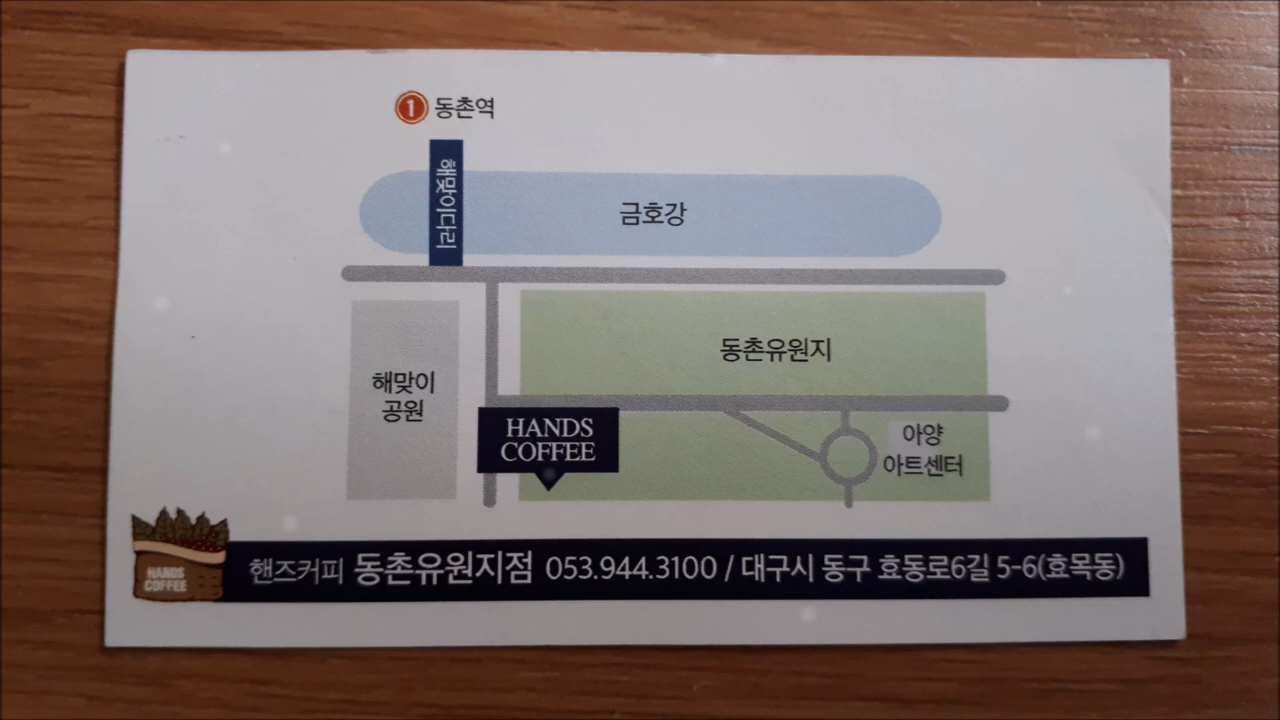 1 동촌역
해맞이다리
금호강
동촌유원지
해맞이
공원
HANDS
COFFEE
아양
아트센터
HANDS
COFFEE
핸즈커피 동촌유원지점 053.944.3100 / 대구시 동구 효동로6길 5-6(효목동)